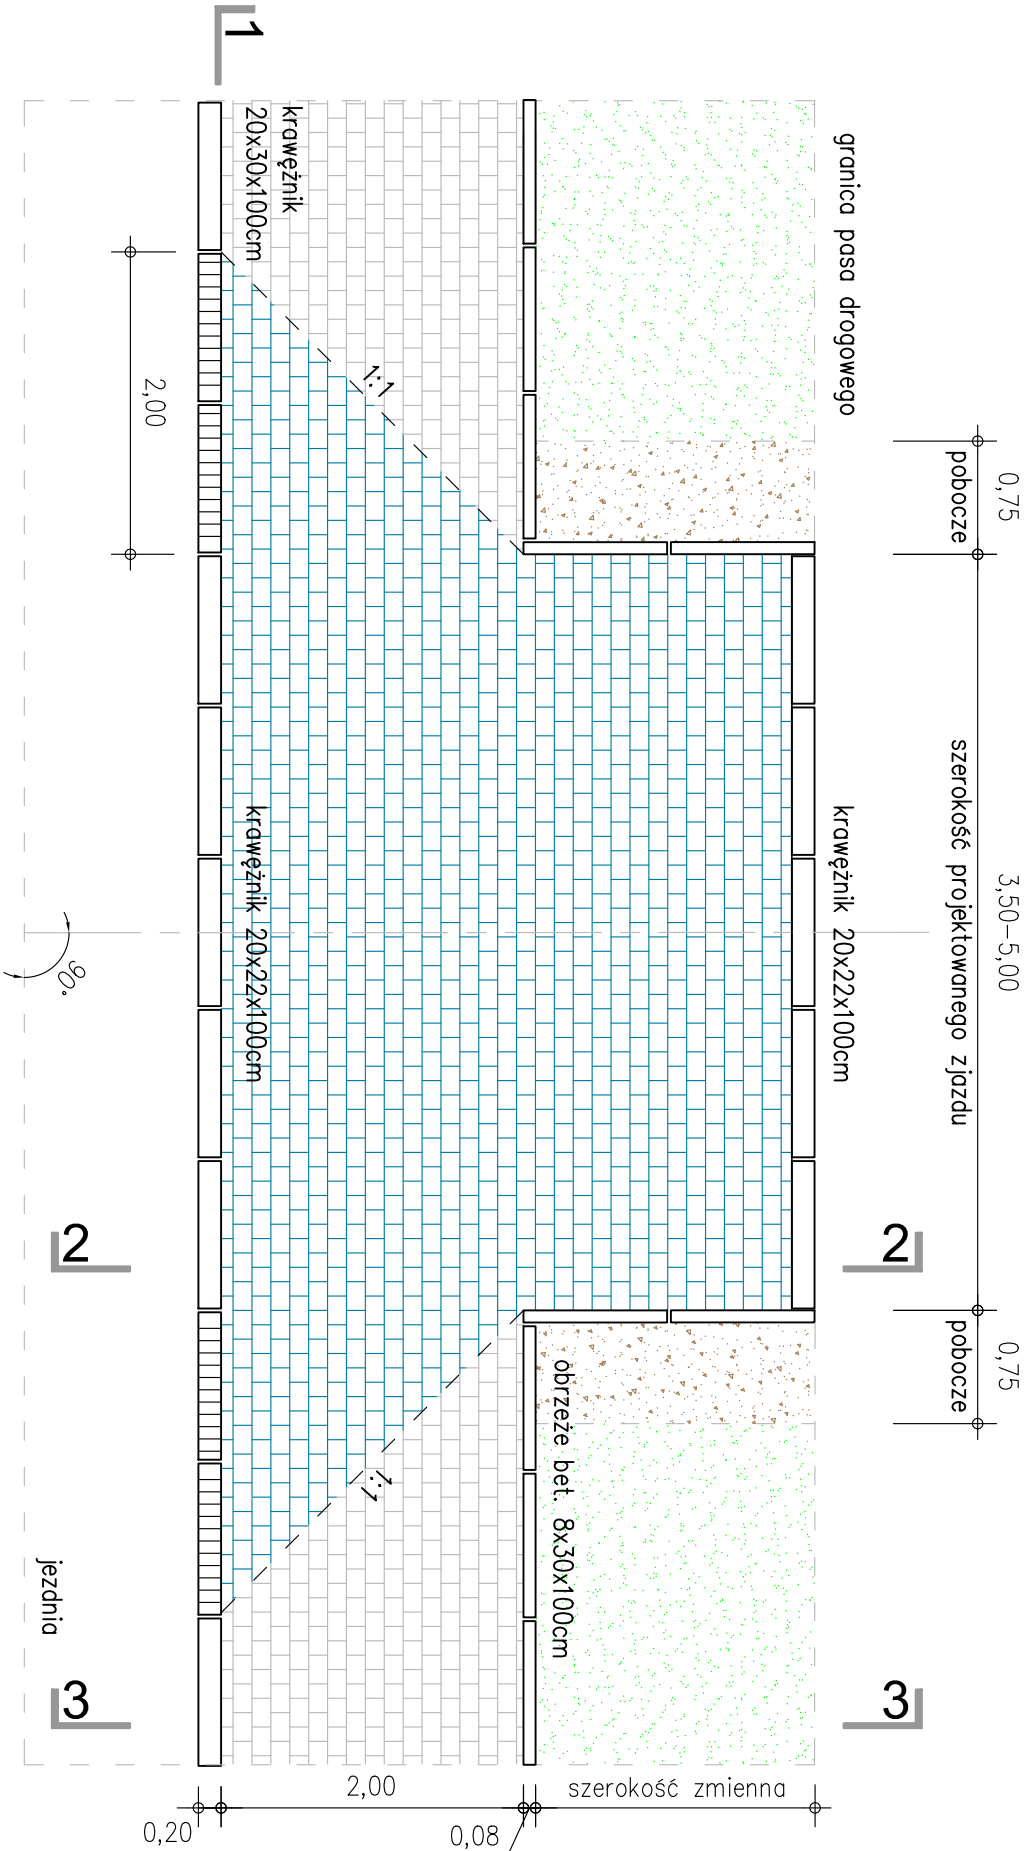 1
krawężnik
20x30x100cm
granica pasa drogowego
0,75
pobocze
2,00
1:1
3,50-5,00
szerokość projektowanego zjazdu
krawężnik 20x22x100cm
krawężnik 20x22x100cm
90°
2
2
0,75
pobocze
obrzeże bet. 8x30x100cm
1:1
jezdnia
3
3
2,00
szerokość zmienna
0,20
0,08